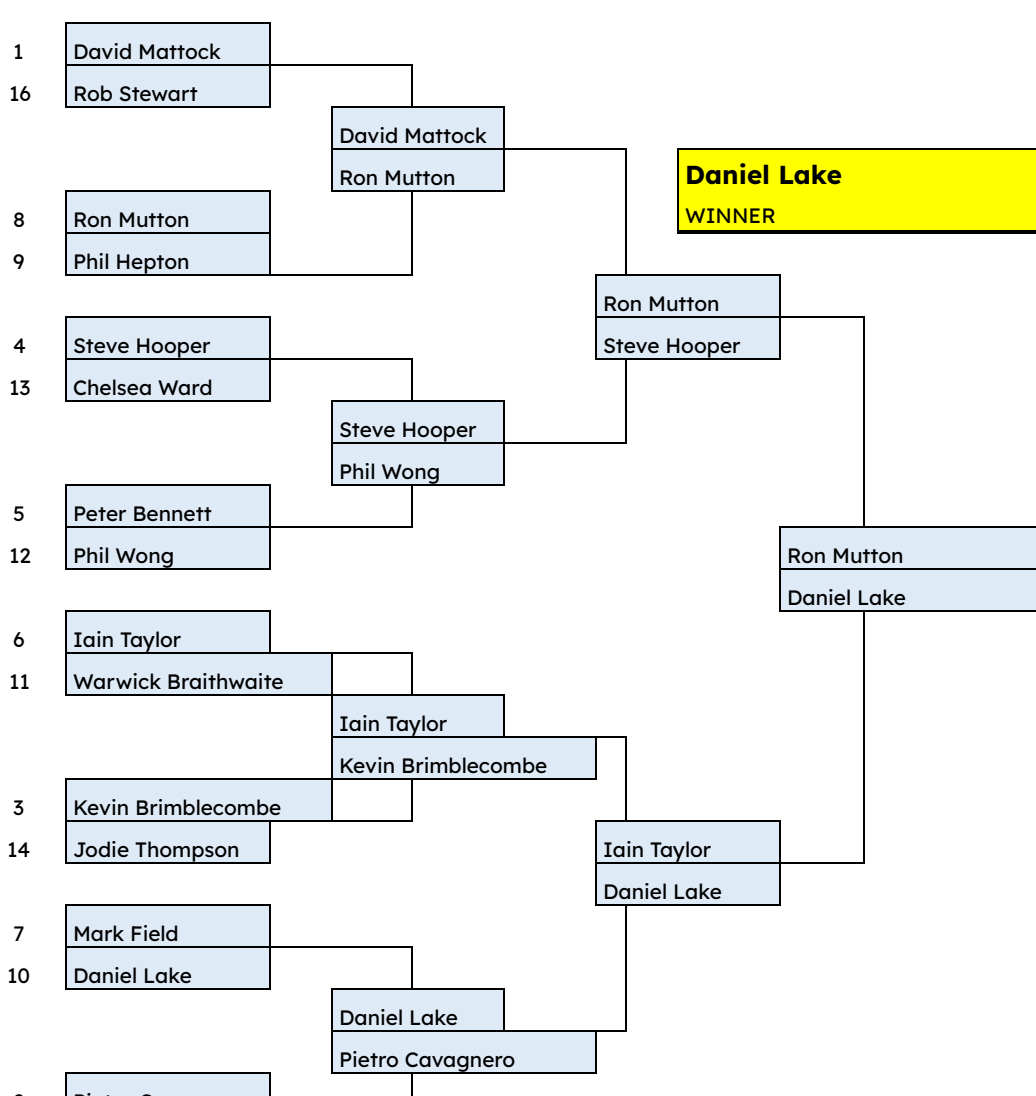 1 David Mattock
16 Rob Stewart
David Mattock
Ron Mutton
Daniel Lake
WINNER
8 Ron Mutton
9 Phil Hepton
Ron Mutton
Steve Hooper
4 Steve Hooper
13 Chelsea Ward
Steve Hooper
Phil Wong
5 Peter Bennett
12 Phil Wong
Ron Mutton
Daniel Lake
6 Iain Taylor
11 Warwick Braithwaite
Iain Taylor
Kevin Brimblecombe
3 Kevin Brimblecombe
14 Jodie Thompson
Iain Taylor
Daniel Lake
7 Mark Field
10 Daniel Lake
Daniel Lake
Pietro Cavagnero